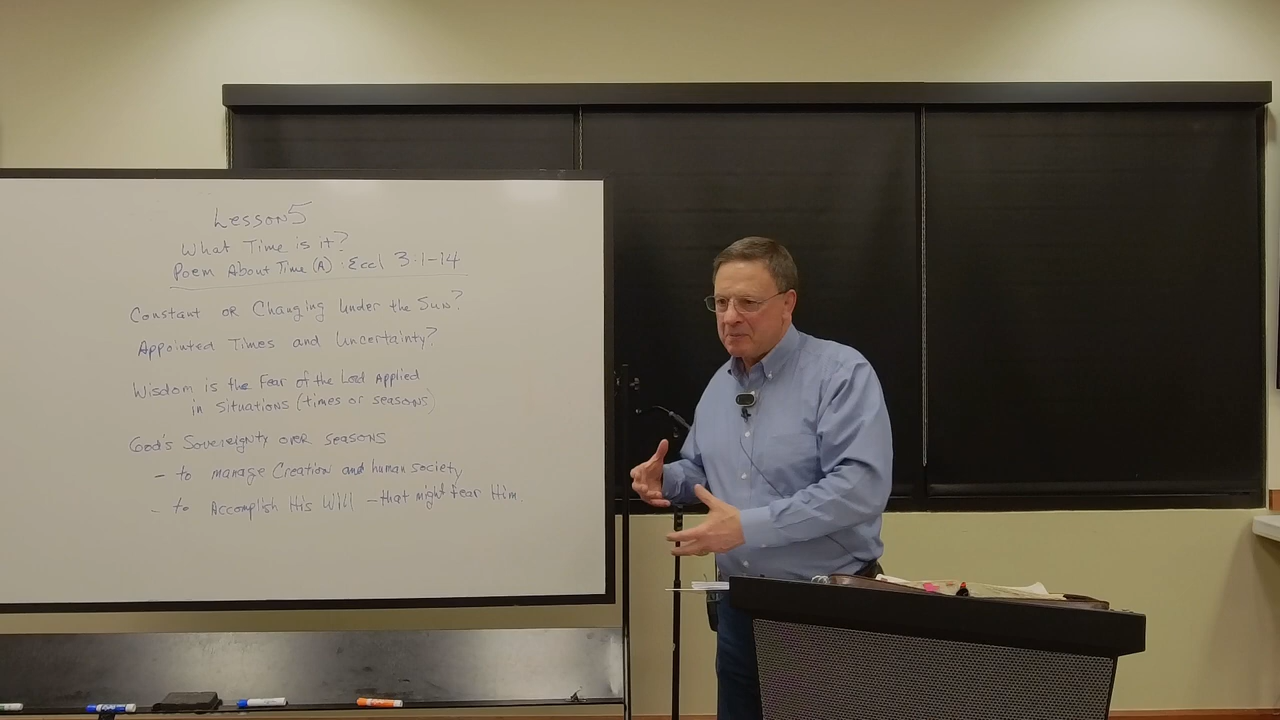 Lesson 5
What Time is it?
Poem About Time (A) : Eccl 3:1-14
Constant or Changing under the Sun?
Appointed Times and Uncertainty?
Wisdom is the Fear of the Lord Applied
in Situations (times or seasons)
God's Sovereignty over seasons
- to manage Creation and human society
- to Accomplish His Will - that might fear Him.